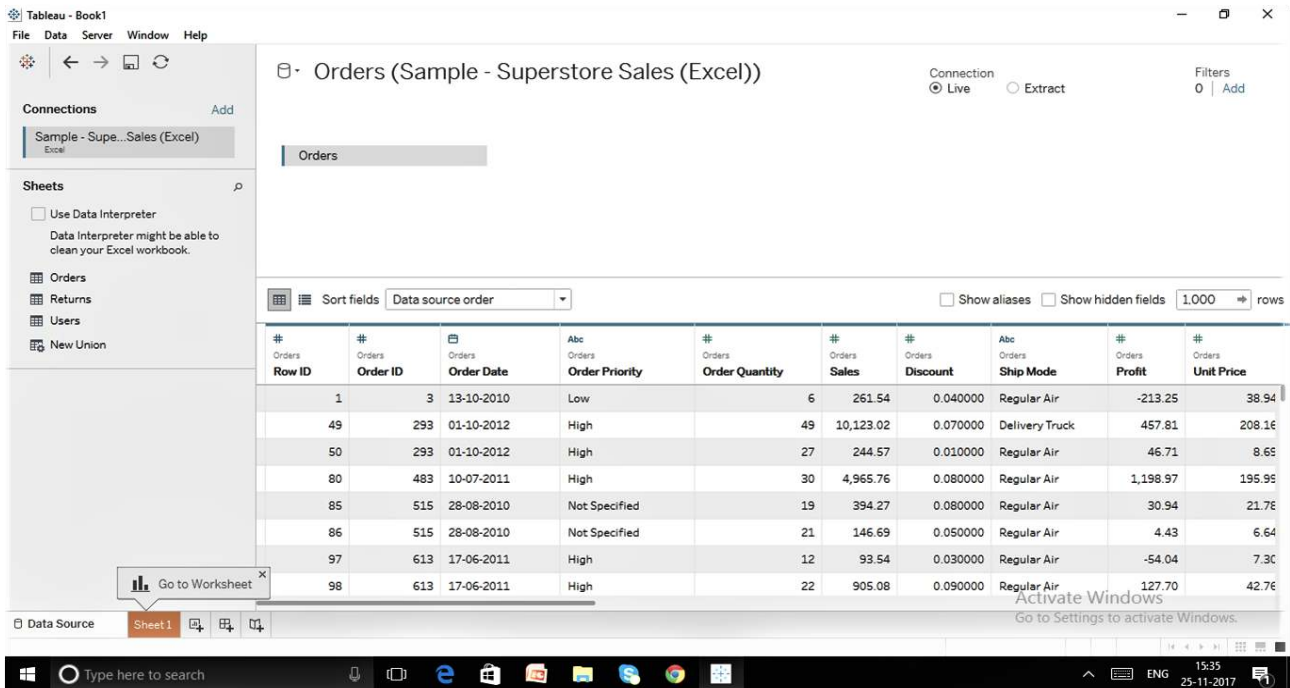 Tableau - Book1
File Data Server Window Help
Orders (Sample - Superstore Sales (Excel))
Connection
Live Extract
Filters
0 Add
Connections Add
Sample - Supe...Sales (Excel)
Excel
Orders
Sheets
Use Data Interpreter
Data Interpreter might be able to
clean your Excel workbook.
Orders
Returns
Users
New Union
Sort fields Data source order Show aliases Show hidden fields 1,000 rows
# # Abc # # # Abc # #
Orders Orders Orders Orders Orders Orders Orders Orders Orders Orders
Row ID Order ID Order Date Order Priority Order Quantity Sales Discount Ship Mode Profit Unit Price
1 3 13-10-2010 Low 6 261.54 0.040000 Regular Air -213.25 38.94
49 293 01-10-2012 High 49 10,123.02 0.070000 Delivery Truck 457.81 208.16
50 293 01-10-2012 High 27 244.57 0.010000 Regular Air 46.71 8.69
80 483 10-07-2011 High 30 4,965.76 0.080000 Regular Air 1,198.97 195.99
85 515 28-08-2010 Not Specified 19 394.27 0.080000 Regular Air 30.94 21.78
86 515 28-08-2010 Not Specified 21 146.69 0.050000 Regular Air 4.43 6.64
97 613 17-06-2011 High 12 93.54 0.030000 Regular Air -54.04 7.30
98 613 17-06-2011 High 22 905.08 0.090000 Regular Air 127.70 42.76
Go to Worksheet
Activate Windows
Go to Settings to activate Windows.
Data Source Sheet 1
Type here to search
ENG
15:35
25-11-2017
1